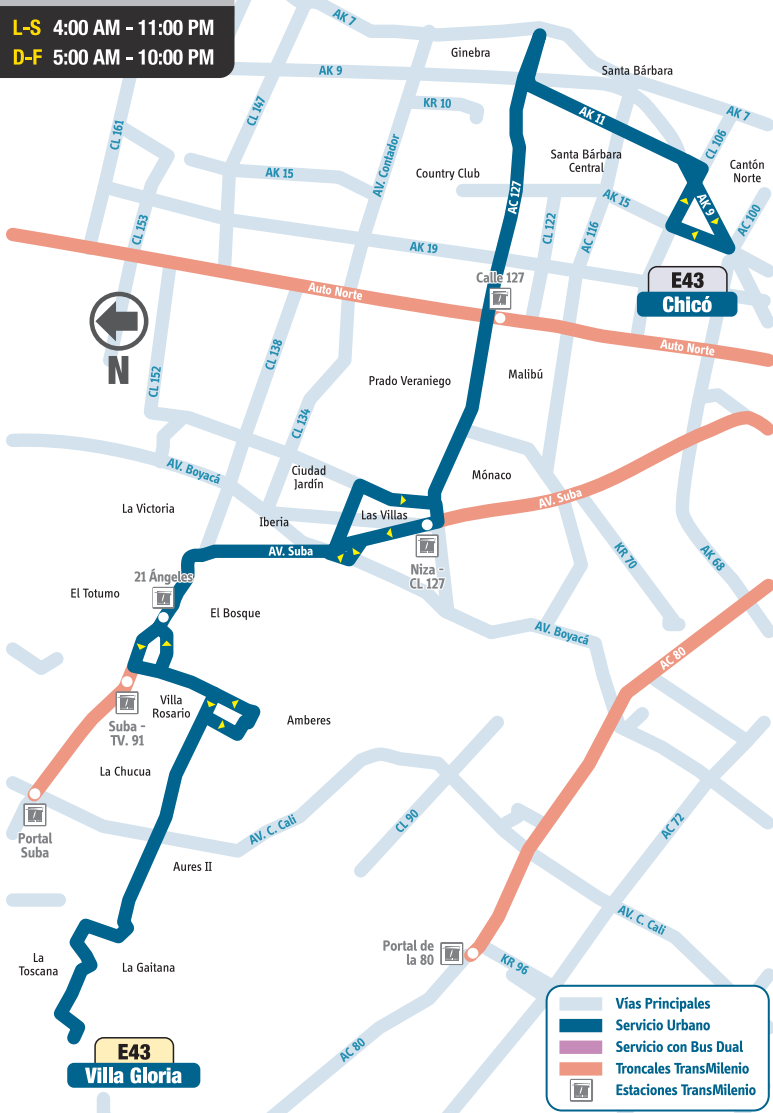 L-S 4:00 AM - 11:00 PM
D-F 5:00 AM - 10:00 PM
AK 7
Ginebra
Santa Bárbara
AK 9
CL 147
KR 10
AK 11
AK 7
CL 161
AV. Contador
CL 106
Santa Bárbara
Central
Cantón
Norte
AK 15
Country Club
AC 127
AK 15
AK 9
AC 100
CL 153
CL 122
AC 116
AK 19
Calle 127
E43
Chicó
Auto Norte
Auto Norte
N
CL 138
CL 152
Prado Veraniego
Malibú
CL 134
AV. Boyacá
Ciudad
Jardín
Mónaco
AV. Suba
La Victoria
Iberia
Las Villas
AV. Suba
Niza -
CL 127
KR 70
AK 68
21 Ángeles
El Totumo
El Bosque
AV. Boyacá
AC 80
Villa
Rosario
Amberes
Suba -
TV. 91
La Chucua
Portal
Suba
AV. C. Cali
CL 90
AC 72
Aures II
AV. C. Cali
Portal de
la 80
KR 96
La
Toscana
La Gaitana
E43
Villa Gloria
AC 80
Vías Principales
Servicio Urbano
Servicio con Bus Dual
Troncales TransMilenio
Estaciones TransMilenio